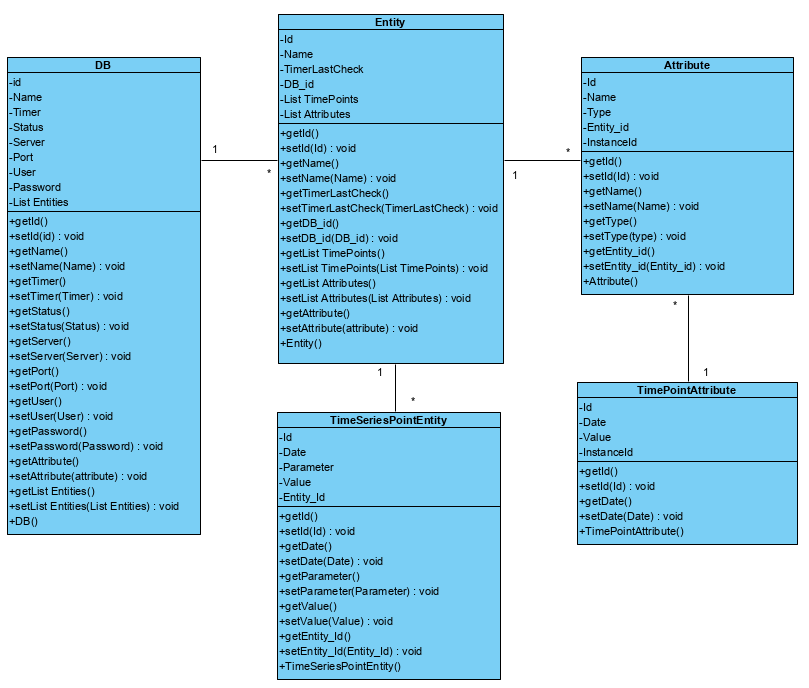 DB
-id
-Name
-Timer
-Status
-Server
-Port
-User
-Password
-List Entities
+getId()
+setId(id) : void
+getName()
+setName(Name) : void
+getTimer()
+setTimer(Timer) : void
+getStatus()
+setStatus(Status) : void
+getServer()
+setServer(Server) : void
+getPort()
+setPort(Port) : void
+getUser()
+setUser(User) : void
+getPassword()
+setPassword(Password) : void
+getAttribute()
+setAttribute(attribute) : void
+getList Entities()
+setList Entities(List Entities) : void
+DB()
1
*
Entity
-Id
-Name
-TimerLastCheck
-DB_id
-List TimePoints
-List Attributes
+getId()
+setId(Id) : void
+getName()
+setName(Name) : void
+getTimerLastCheck()
+setTimerLastCheck(TimerLastCheck) : void
+getDB_id()
+setDB_id(DB_id) : void
+getList TimePoints()
+setList TimePoints(List TimePoints) : void
+getList Attributes()
+setList Attributes(List Attributes) : void
+getAttribute()
+setAttribute(attribute) : void
+Entity()
1
*
TimeSeriesPointEntity
-Id
-Date
-Parameter
-Value
-Entity_Id
+getId()
+setId(Id) : void
+getDate()
+setDate(Date) : void
+getParameter()
+setParameter(Parameter) : void
+getValue()
+setValue(Value) : void
+getEntity_Id()
+setEntity_Id(Entity_Id) : void
+TimeSeriesPointEntity()
*
1
Attribute
-Id
-Name
-Type
-Entity_id
-InstanceId
+getId()
+setId(Id) : void
+getName()
+setName(Name) : void
+getType()
+setType(type) : void
+getEntity_id()
+setEntity_id(Entity_id) : void
+Attribute()
*
1
TimePointAttribute
-Id
-Date
-Value
-InstanceId
+getId()
+setId(Id) : void
+getDate()
+setDate(Date) : void
+TimePointAttribute()